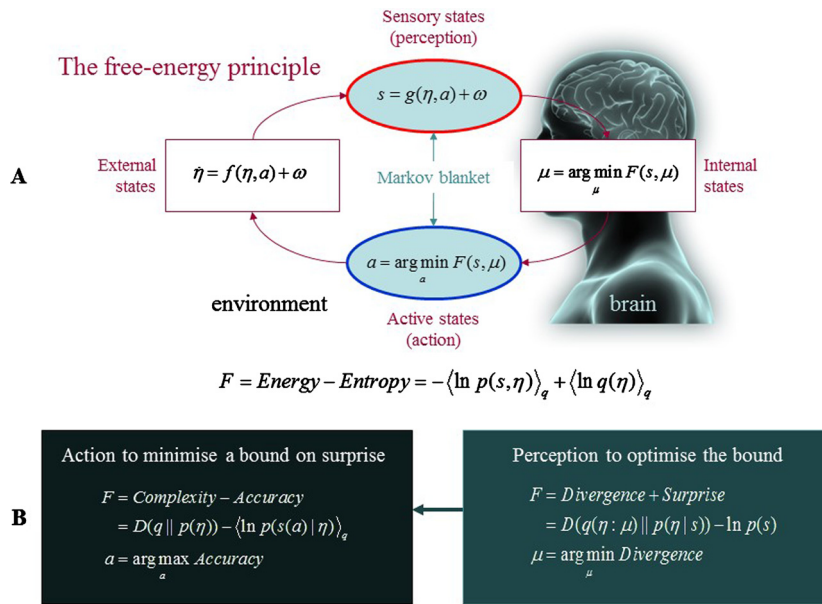 Sensory states
(perception)
The free-energy principle
s = g(η, a) + ω
External
states
η̇ = f(η, a) + ω
Markov blanket
μ = arg min F(s, μ)
μ
Internal
states
A
a = arg min F(s, μ)
a
environment
brain
Active states
(action)
F = Energy − Entropy = −⟨ln p(s, η)⟩q + ⟨ln q(η)⟩q
B
Action to minimise a bound on surprise
F = Complexity − Accuracy
= D(q || p(η)) − ⟨ln p(s(a) | η)⟩q
a = arg max Accuracy
a
Perception to optimise the bound
F = Divergence + Surprise
= D(q(η : μ) || p(η | s)) − ln p(s)
μ = arg min Divergence
μ